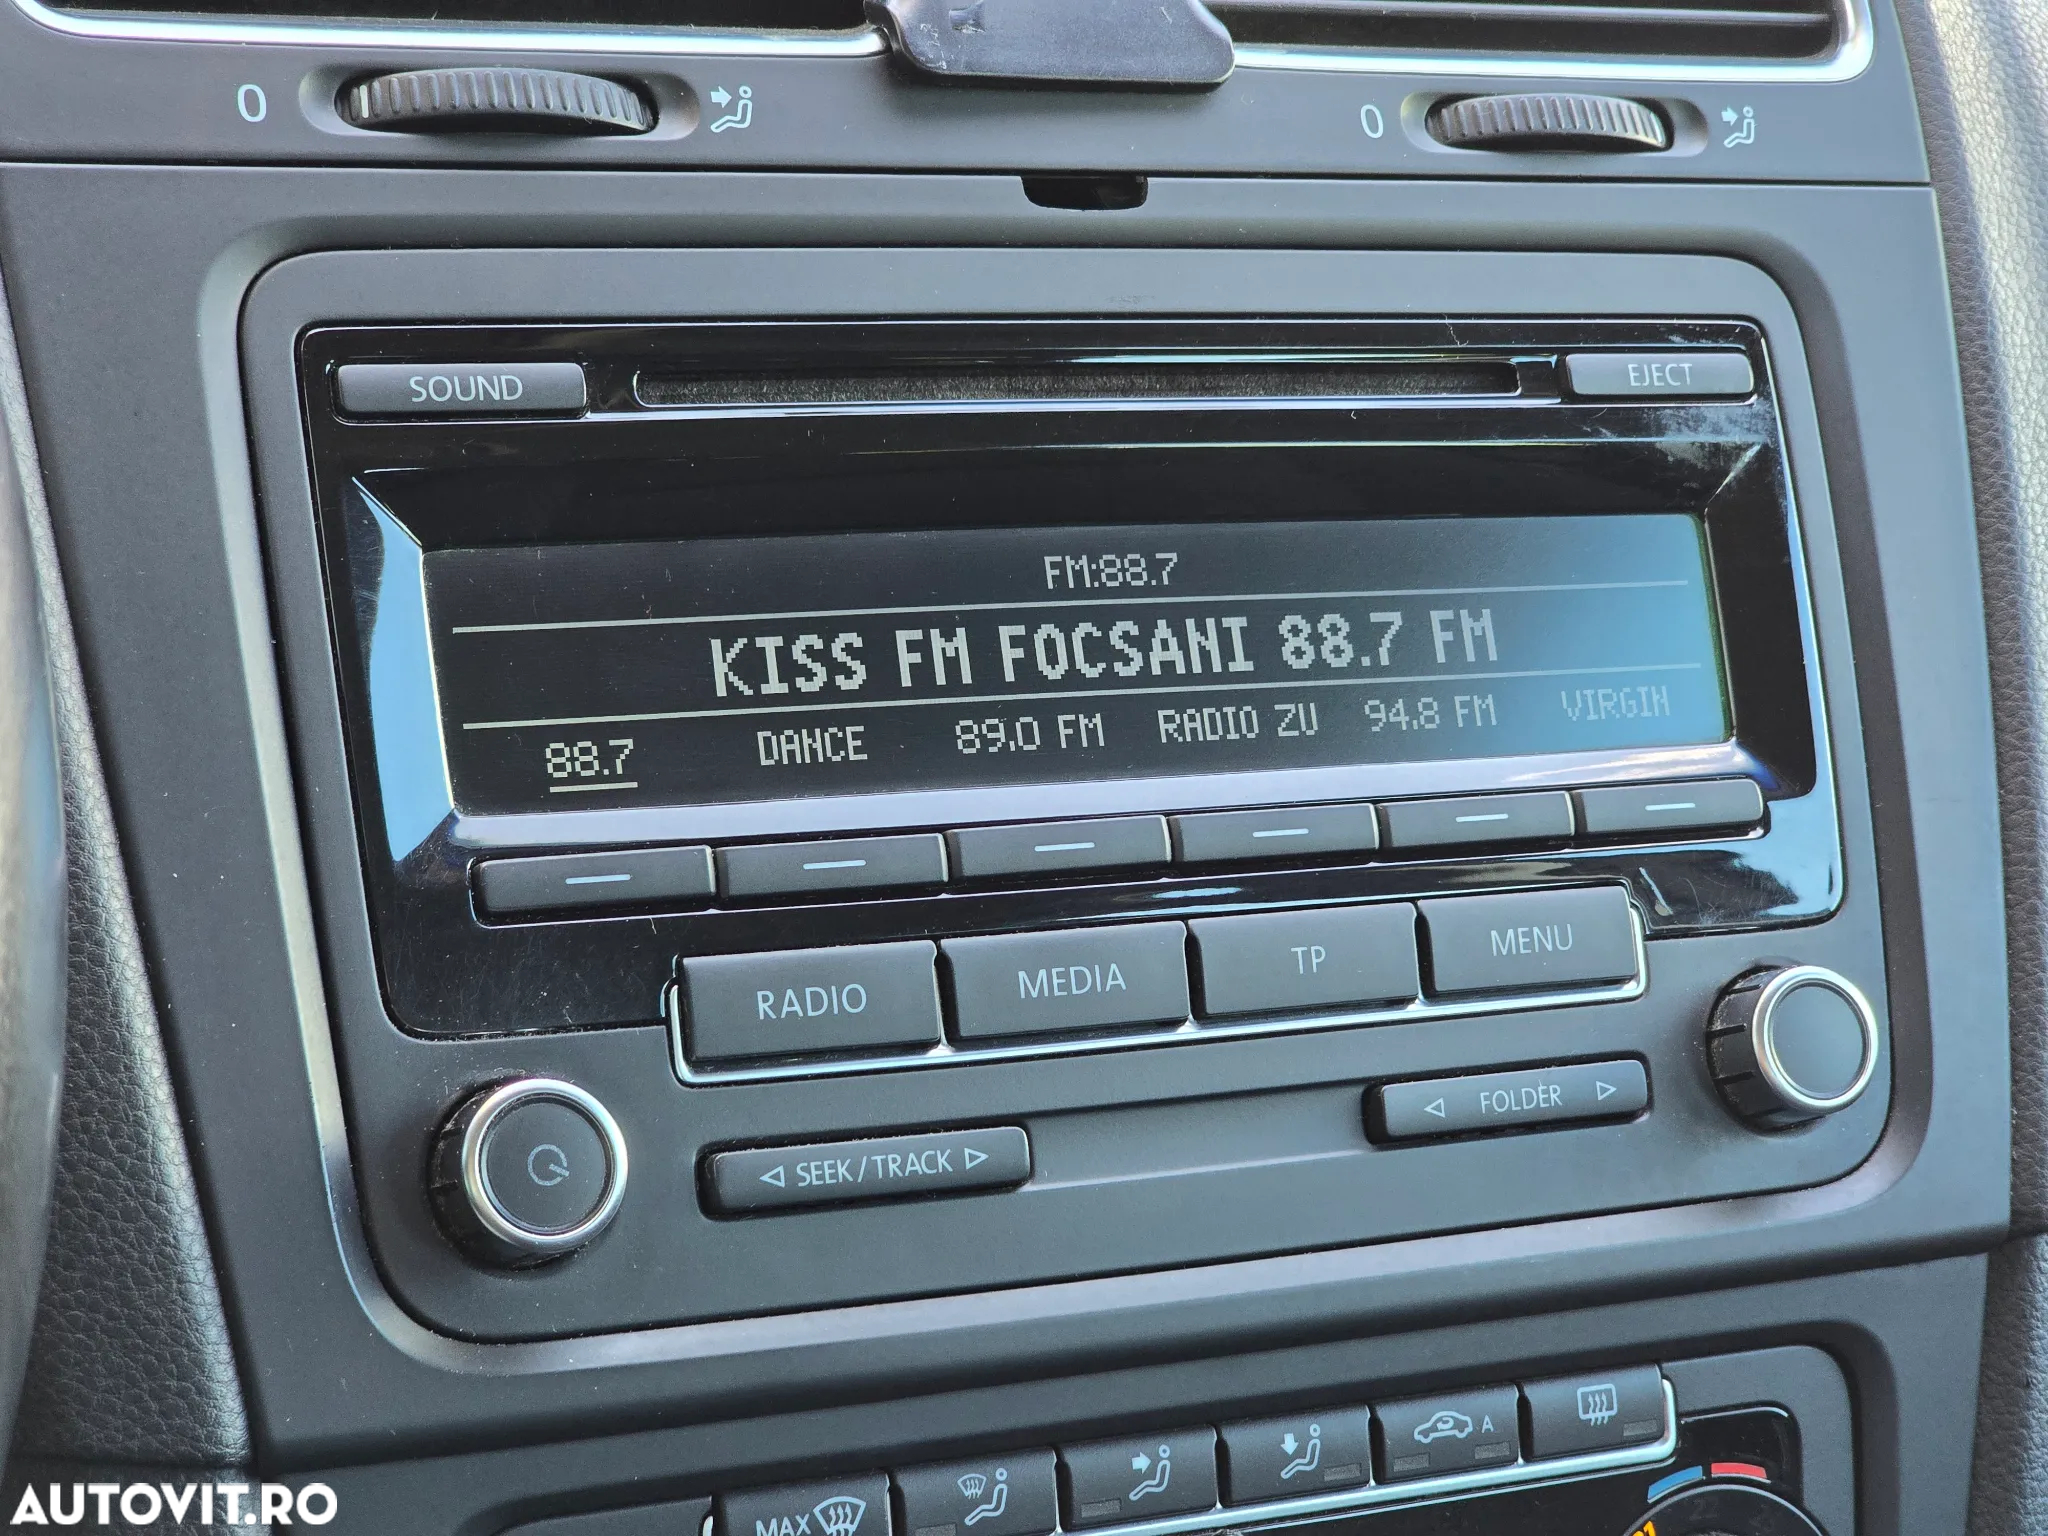 0
0
SOUND
EJECT
FM:88.7
KISS FM FOCSANI 88.7 FM
88.7 DANCE 89.0 FM RADIO ZU 94.8 FM VIRGIN
RADIO MEDIA TP MENU
FOLDER
SEEK/TRACK
A
MAX
AUTOVIT.RO